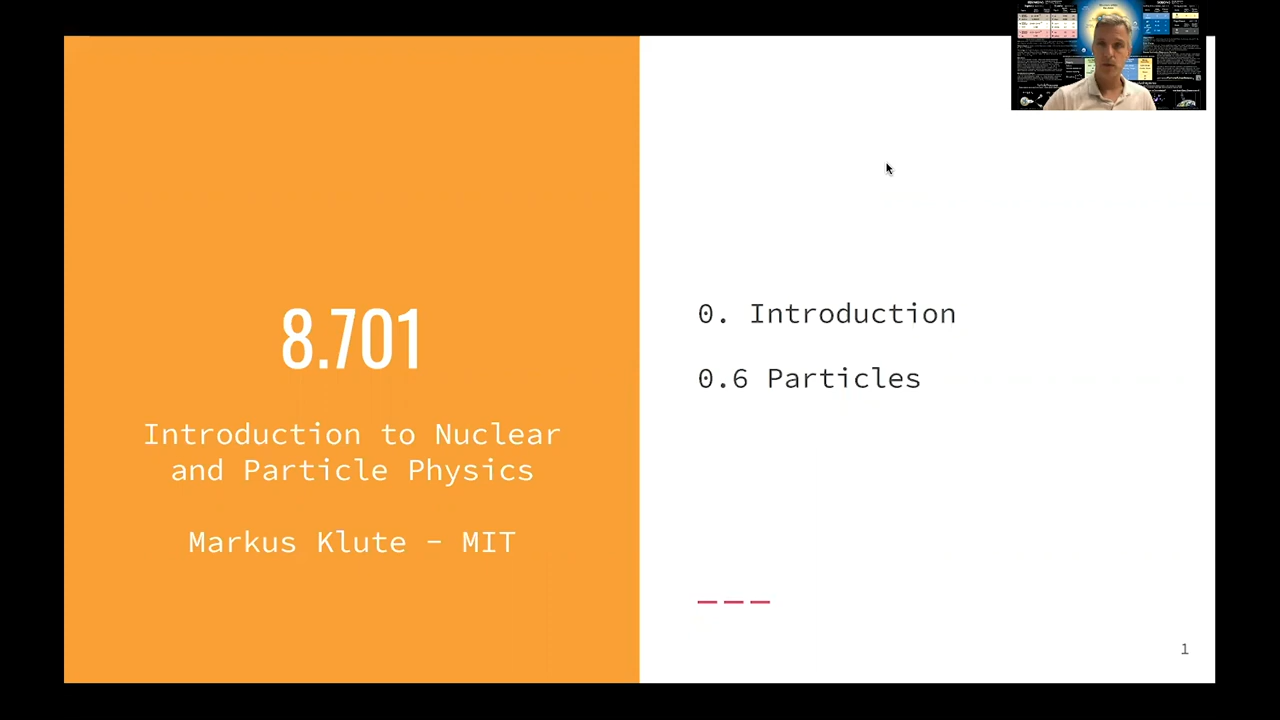 8.701
Introduction to Nuclear
and Particle Physics
Markus Klute - MIT
0. Introduction
0.6 Particles
1